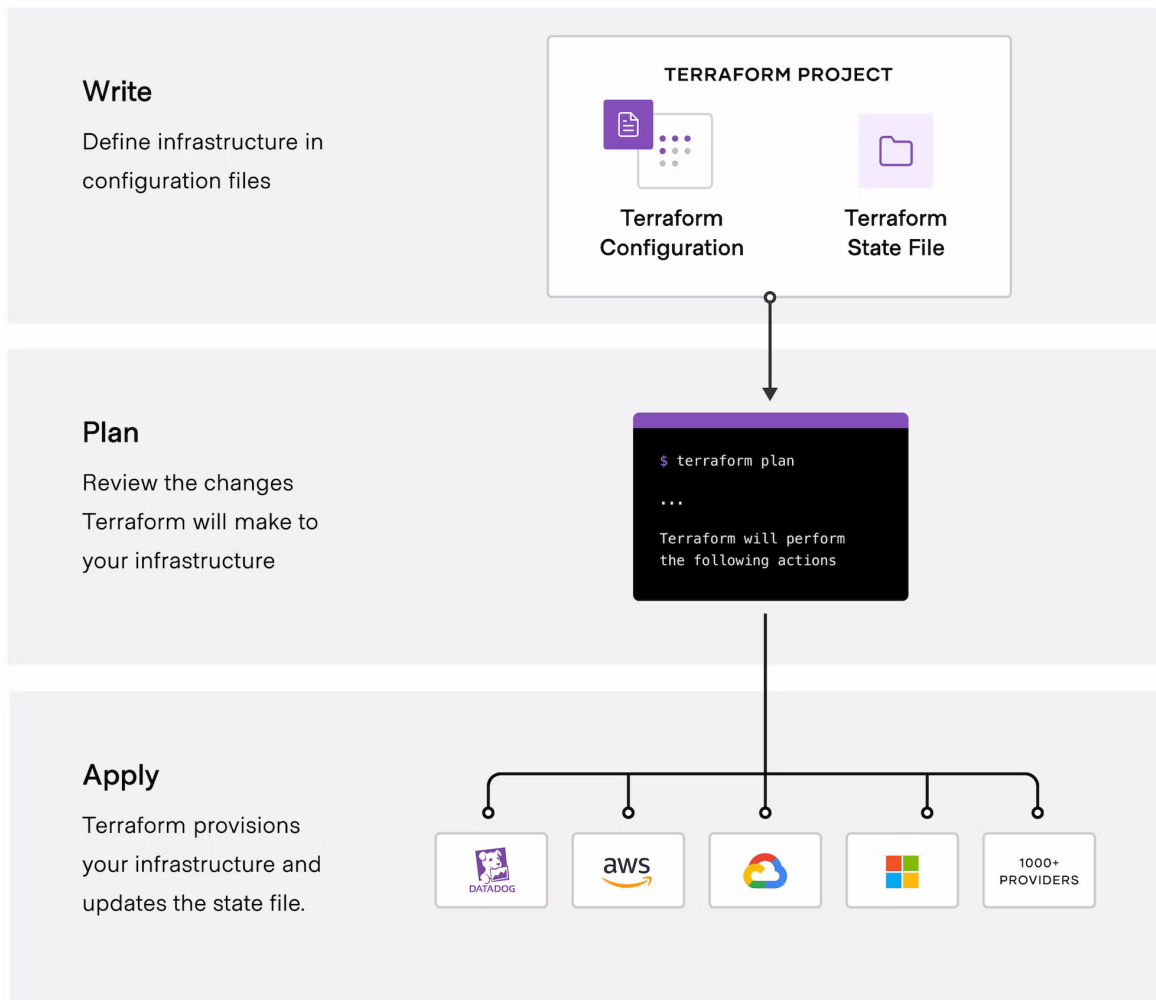 Write
Define infrastructure in
configuration files
TERRAFORM PROJECT
Terraform
Configuration
Terraform
State File
Plan
Review the changes
Terraform will make to
your infrastructure
$ terraform plan
...
Terraform will perform
the following actions
Apply
Terraform provisions
your infrastructure and
updates the state file.
DATADOG
aws
1000+
PROVIDERS